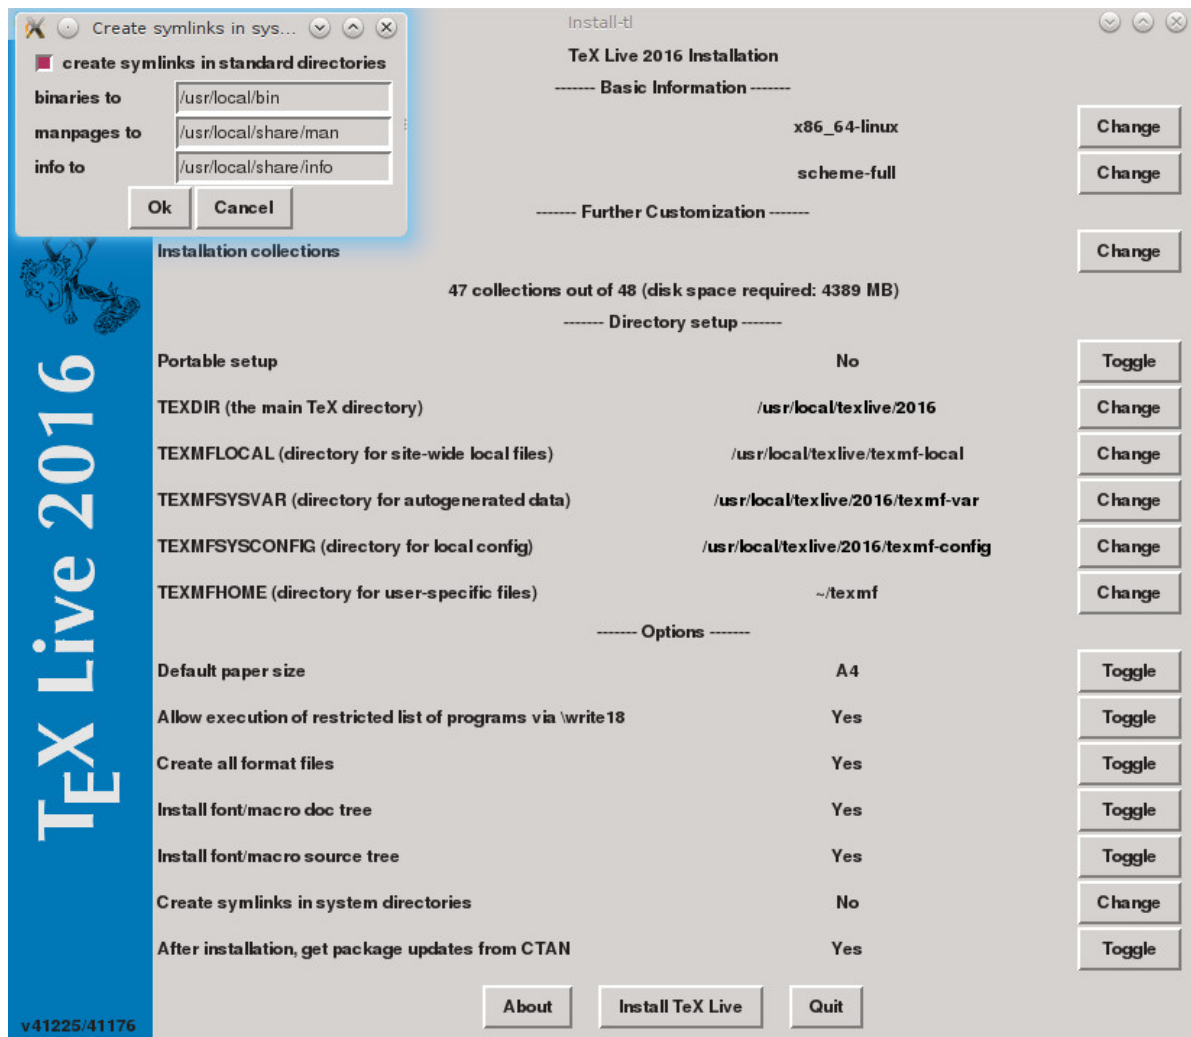 Create symlinks in sys...
create symlinks in standard directories
binaries to /usr/local/bin
manpages to /usr/local/share/man
info to /usr/local/share/info
Ok Cancel
Install-tl
TeX Live 2016 Installation
------- Basic Information -------
x86_64-linux Change
scheme-full Change
------- Further Customization -------
Installation collections Change
47 collections out of 48 (disk space required: 4389 MB)
------- Directory setup -------
Portable setup No Toggle
TEXDIR (the main TeX directory) /usr/local/texlive/2016 Change
TEXMFLOCAL (directory for site-wide local files) /usr/local/texlive/texmf-local Change
TEXMFSYSVAR (directory for autogenerated data) /usr/local/texlive/2016/texmf-var Change
TEXMFSYSCONFIG (directory for local config) /usr/local/texlive/2016/texmf-config Change
TEXMFHOME (directory for user-specific files) ~/texmf Change
------- Options -------
Default paper size A4 Toggle
Allow execution of restricted list of programs via \write18 Yes Toggle
Create all format files Yes Toggle
Install font/macro doc tree Yes Toggle
Install font/macro source tree Yes Toggle
Create symlinks in system directories No Change
After installation, get package updates from CTAN Yes Toggle
About Install TeX Live Quit
TEX Live 2016
v41225/41176